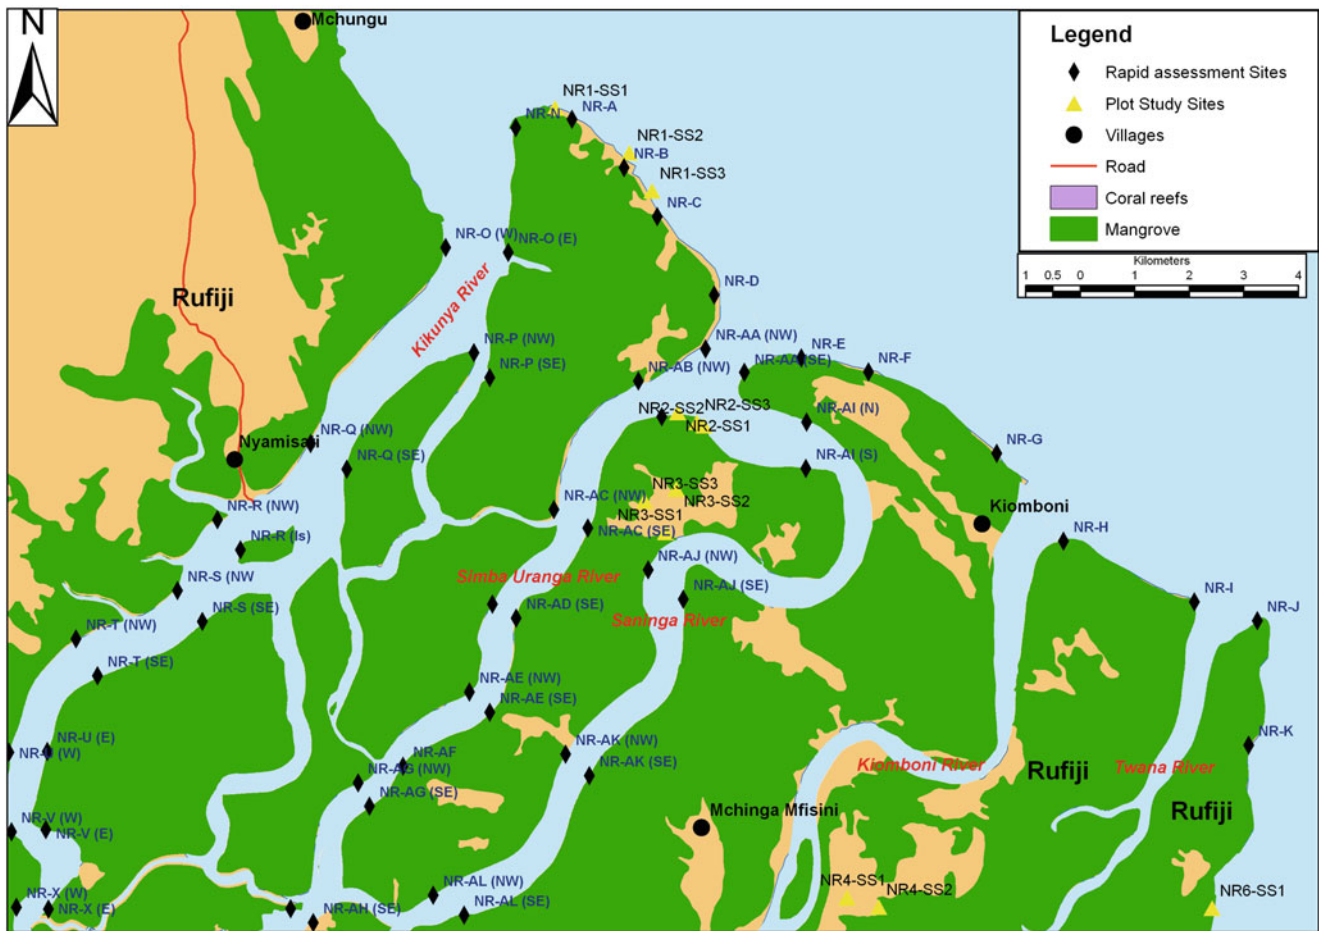 N
Mchungu
Legend
Rapid assessment Sites
Plot Study Sites
Villages
Road
Coral reefs
Mangrove
Kilometers
1 0.5 0 1 2 3 4
NR1-SS1
NR-A
NR-N
NR1-SS2
NR-B
NR1-SS3
NR-C
NR-O (W)
NR-O (E)
Rufiji
Kikunya River
NR-D
NR-P (NW)
NR-P (SE)
NR-AA (NW)
NR-E
NR-AA (SE)
NR-F
NR-AB (NW)
NR2-SS2
NR2-SS3
NR2-SS1
NR-AI (N)
NR-Q (NW)
Nyamisati
NR-Q (SE)
NR-G
NR-AI (S)
NR3-SS3
NR3-SS2
NR-AC (NW)
NR3-SS1
NR-AC (SE)
Kiomboni
NR-R (NW)
NR-R (Is)
NR-H
NR-AJ (NW)
NR-AJ (SE)
Simba Uranga River
NR-S (NW
NR-S (SE)
NR-AD (SE)
Saninga River
NR-I
NR-J
NR-T (NW)
NR-T (SE)
NR-AE (NW)
NR-AE (SE)
NR-U (E)
NR-U (W)
NR-AK (NW)
NR-AK (SE)
NR-K
NR-AF
NR-AG (NW)
NR-AG (SE)
Kiomboni River
Rufiji
Twana River
Rufiji
Mchinga Mfisini
NR-V (W)
NR-V (E)
NR-AL (NW)
NR-AL (SE)
NR4-SS1
NR4-SS2
NR6-SS1
NR-X (W)
NR-X (E)
NR-AH (SE)